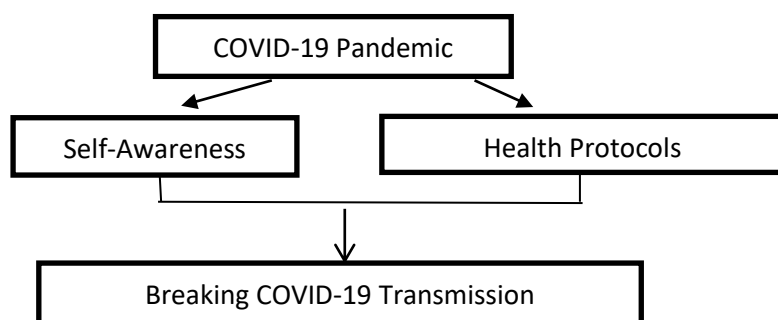 COVID-19 Pandemic
Self-Awareness
Health Protocols
Breaking COVID-19 Transmission